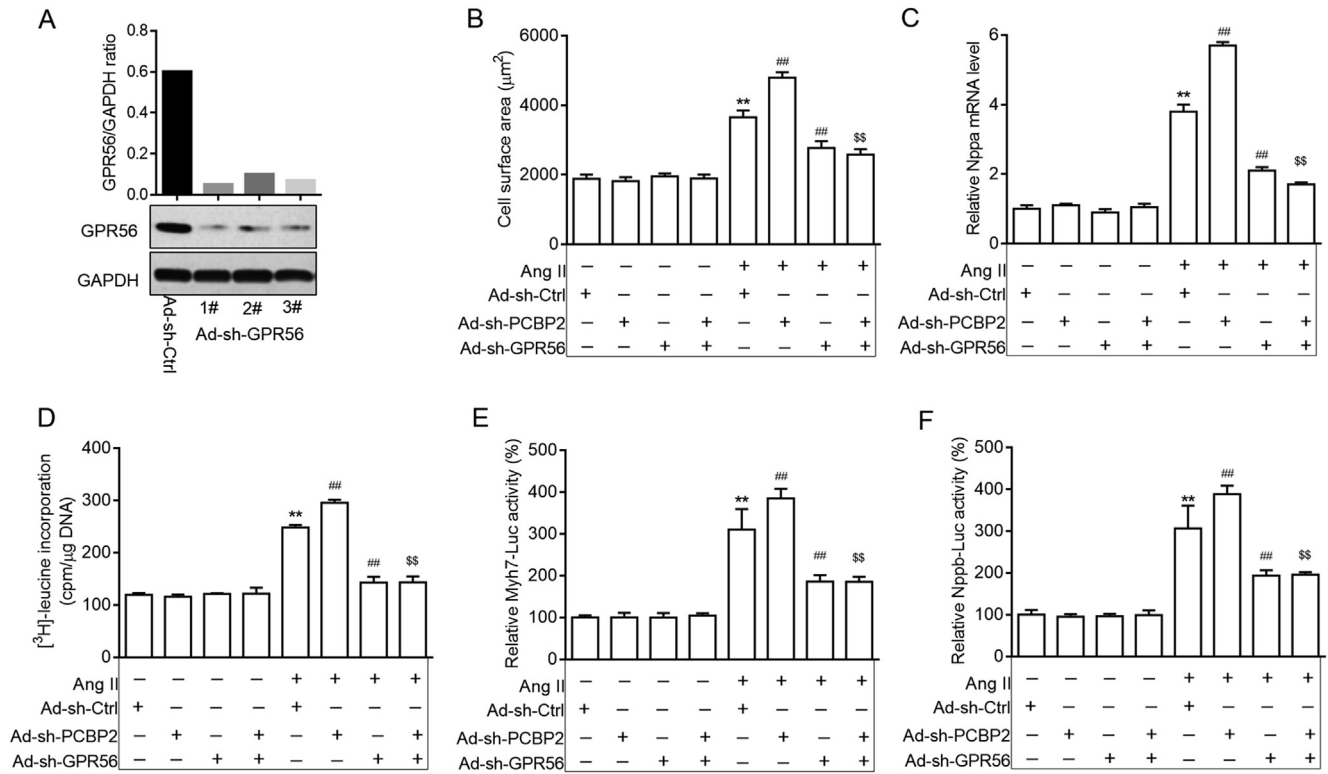 A
GPR56/GAPDH ratio
0.8
0.6
0.4
0.2
0.0
GPR56
GAPDH
Ad-sh-Ctrl
1# 2# 3#
Ad-sh-GPR56
B
Cell surface area (μm²)
6000
4000
2000
0
** ## ## $$
Ang II – – – – + + + +
Ad-sh-Ctrl + – – – + – – –
Ad-sh-PCBP2 – + – + – + – +
Ad-sh-GPR56 – – + + – – + +
C
Relative Nppa mRNA level
6
4
2
0
** ## ## $$
Ang II – – – – + + + +
Ad-sh-Ctrl + – – – + – – –
Ad-sh-PCBP2 – + – + – + – +
Ad-sh-GPR56 – – + + – – + +
D
[³H]-leucine incorporation
(cpm/μg DNA)
400
300
200
100
0
** ## ## $$
Ang II – – – – + + + +
Ad-sh-Ctrl + – – – + – – –
Ad-sh-PCBP2 – + – + – + – +
Ad-sh-GPR56 – – + + – – + +
E
Relative Myh7-Luc activity (%)
500
400
300
200
100
0
** ## ## $$
Ang II – – – – + + + +
Ad-sh-Ctrl + – – – + – – –
Ad-sh-PCBP2 – + – + – + – +
Ad-sh-GPR56 – – + + – – + +
F
Relative Nppb-Luc activity (%)
500
400
300
200
100
0
** ## ## $$
Ang II – – – – + + + +
Ad-sh-Ctrl + – – – + – – –
Ad-sh-PCBP2 – + – + – + – +
Ad-sh-GPR56 – – + + – – + +